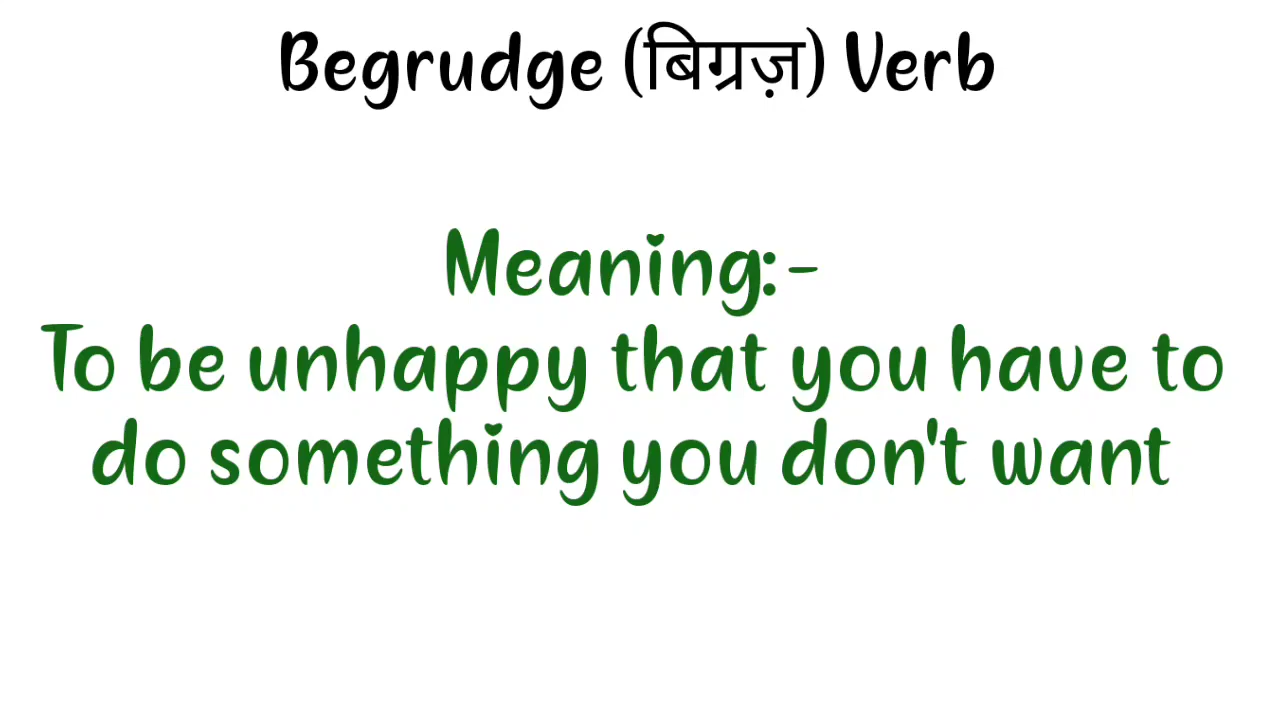 Begrudge (बिग्रज़) Verb
Meaning:-
To be unhappy that you have to
do something you don't want